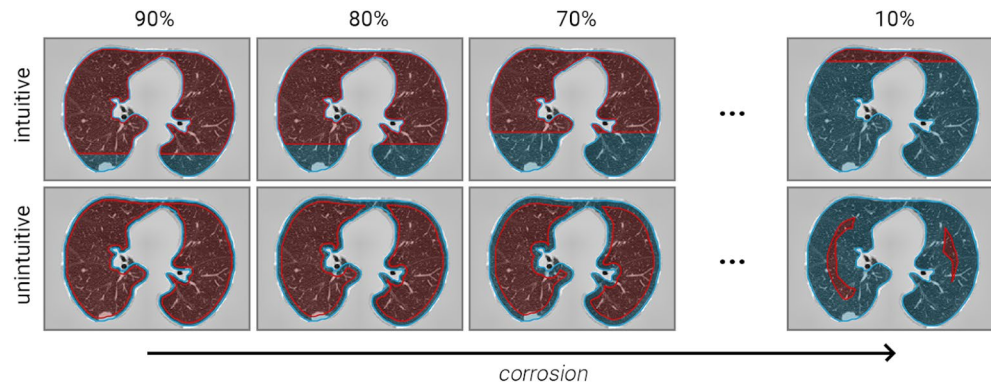 90% 80% 70% 10%
intuitive
...
unintuitive
...
corrosion